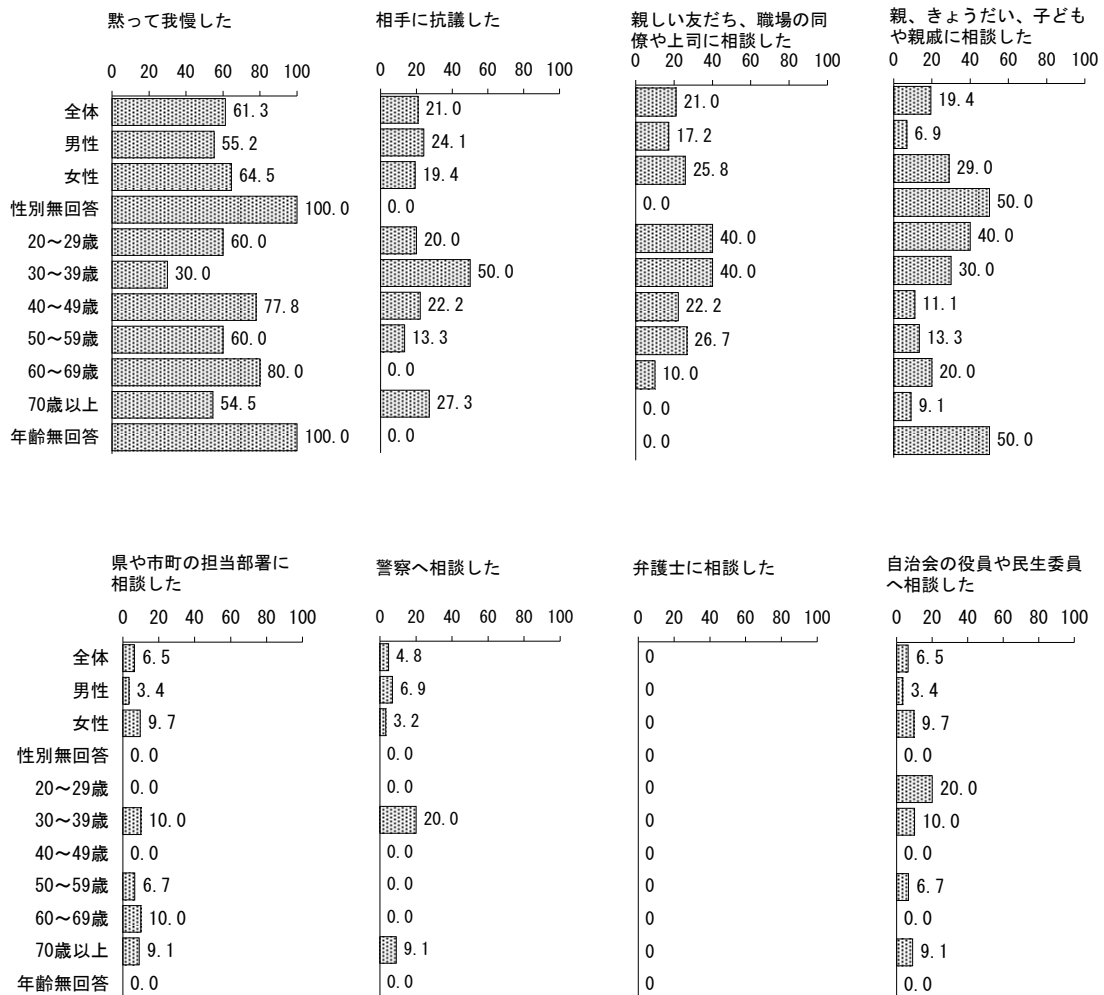 黙って我慢した
相手に抗議した
親しい友だち、職場の同
僚や上司に相談した
親、きょうだい、子ども
や親戚に相談した
0 20 40 60 80 100
0 20 40 60 80 100
0 20 40 60 80 100
0 20 40 60 80 100
全体 61.3 21.0 21.0 19.4
男性 55.2 24.1 17.2 6.9
女性 64.5 19.4 25.8 29.0
性別無回答 100.0 0.0 0.0 50.0
20～29歳 60.0 20.0 40.0 40.0
30～39歳 30.0 50.0 40.0 30.0
40～49歳 77.8 22.2 22.2 11.1
50～59歳 60.0 13.3 26.7 13.3
60～69歳 80.0 0.0 10.0 20.0
70歳以上 54.5 27.3 0.0 9.1
年齢無回答 100.0 0.0 0.0 50.0
県や市町の担当部署に
相談した
警察へ相談した
弁護士に相談した
自治会の役員や民生委員
へ相談した
0 20 40 60 80 100
0 20 40 60 80 100
0 20 40 60 80 100
0 20 40 60 80 100
全体 6.5 4.8 0 6.5
男性 3.4 6.9 0 3.4
女性 9.7 3.2 0 9.7
性別無回答 0.0 0.0 0 0.0
20～29歳 0.0 0.0 0 20.0
30～39歳 10.0 20.0 0 10.0
40～49歳 0.0 0.0 0 0.0
50～59歳 6.7 0.0 0 6.7
60～69歳 10.0 0.0 0 0.0
70歳以上 9.1 9.1 0 9.1
年齢無回答 0.0 0.0 0 0.0